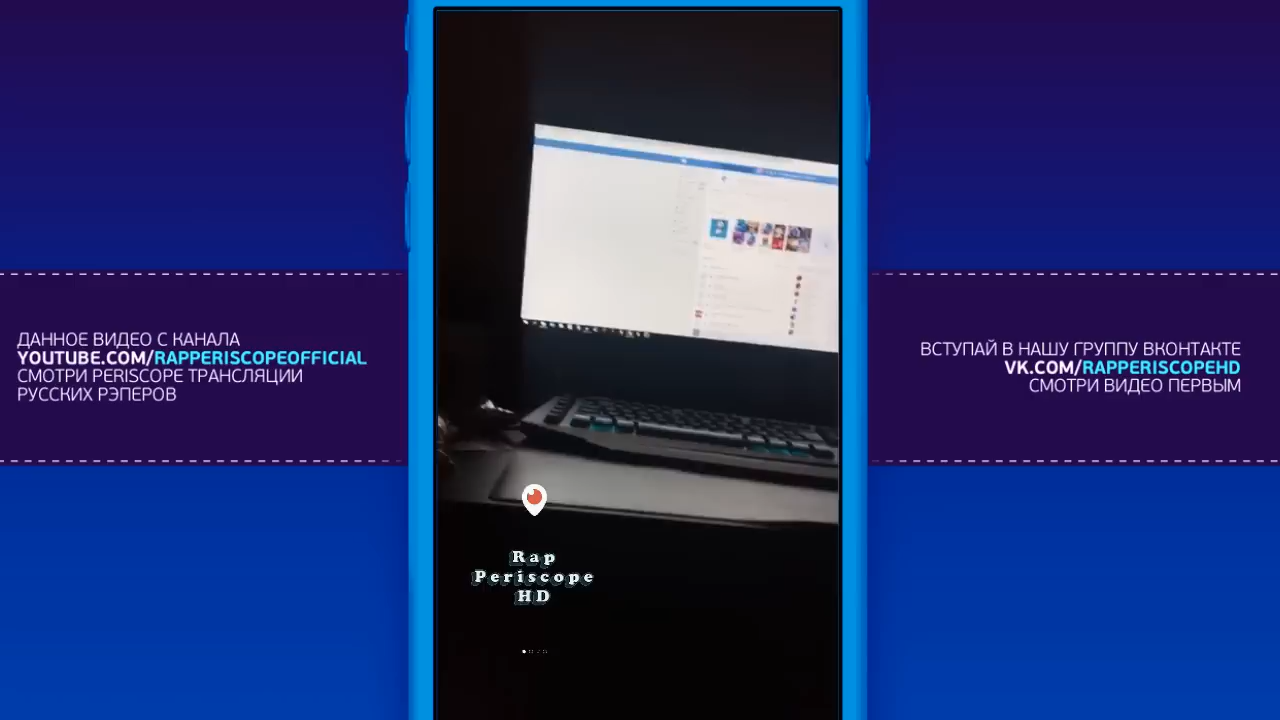 ДАННОЕ ВИДЕО С КАНАЛА
YOUTUBE.COM/RAPPERISCOPEOFFICIAL
СМОТРИ PERISCOPE ТРАНСЛЯЦИИ
РУССКИХ РЭПЕРОВ
ВСТУПАЙ В НАШУ ГРУППУ ВКОНТАКТЕ
VK.COM/RAPPERISCOPEHD
СМОТРИ ВИДЕО ПЕРВЫМ
Rap
Periscope
HD